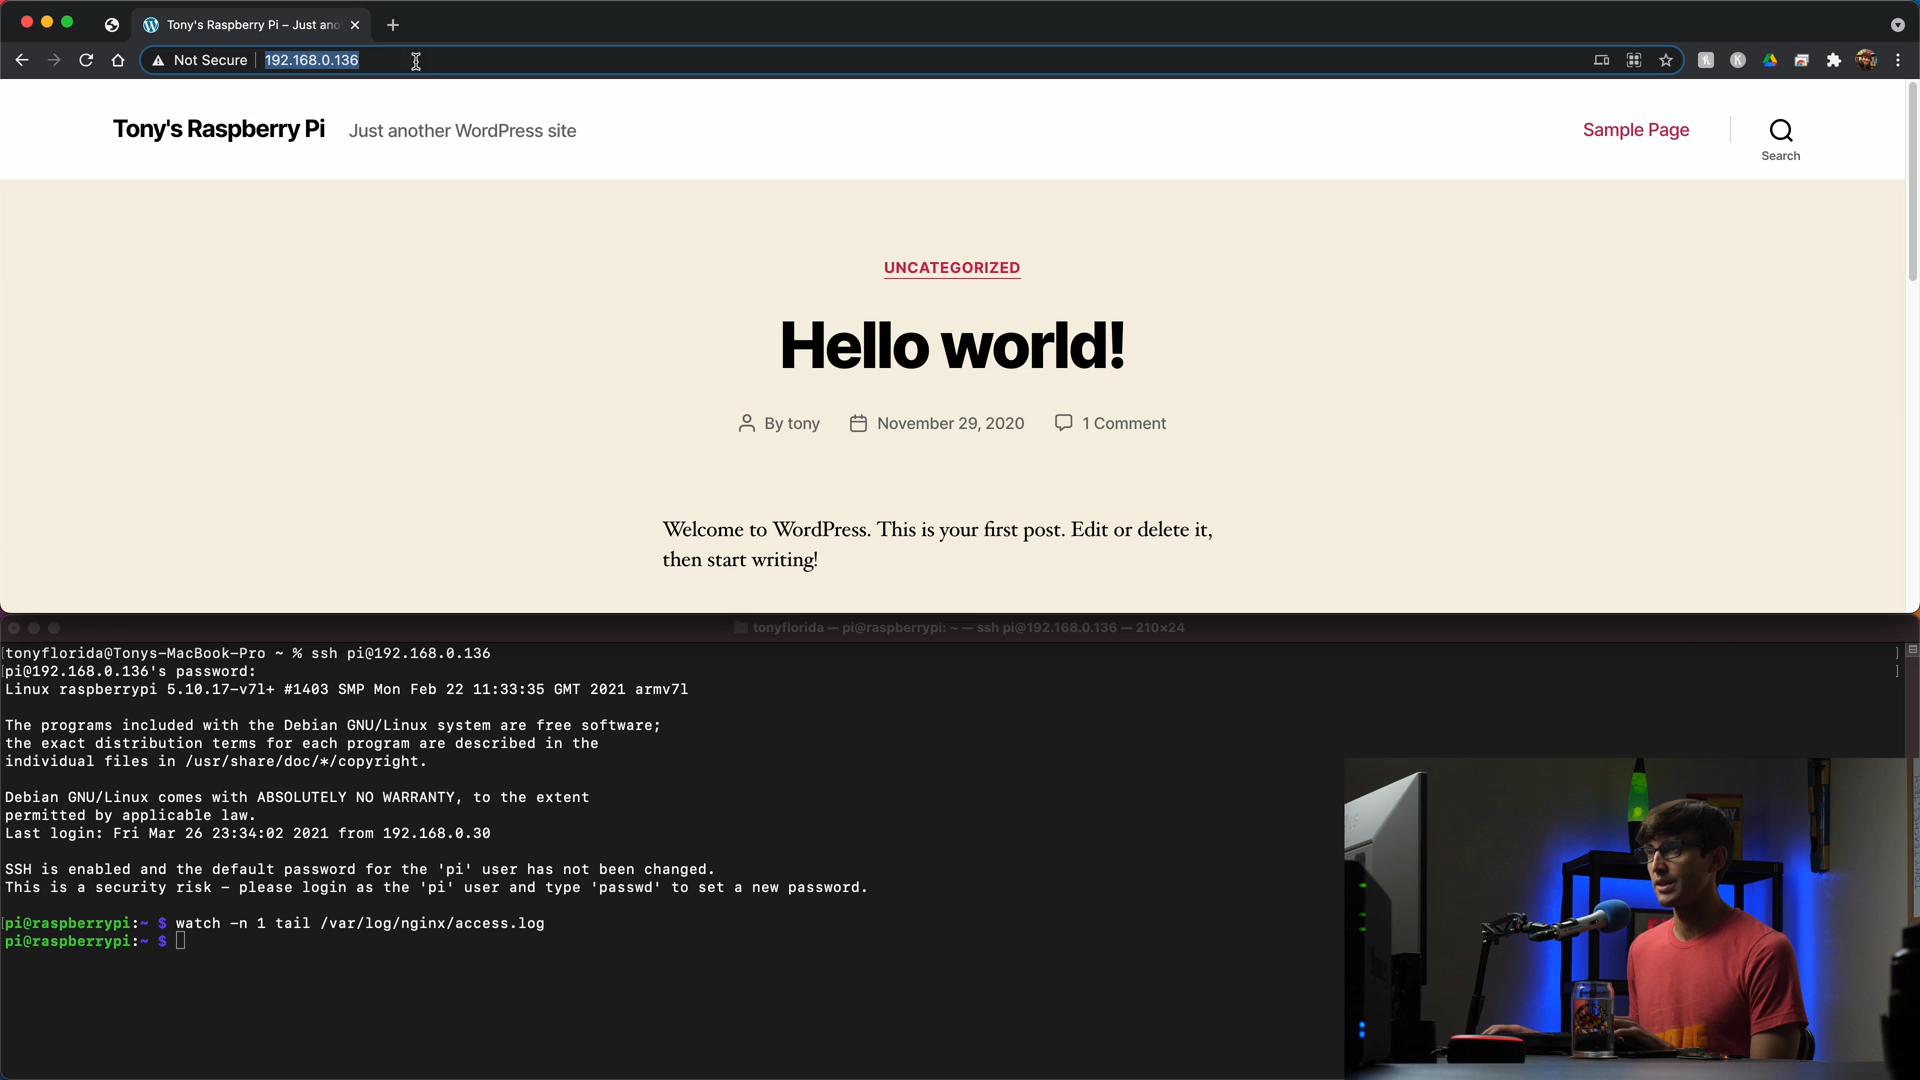 Tony's Raspberry Pi – Just ano
Not Secure
192.168.0.136
Tony's Raspberry Pi
Just another WordPress site
Sample Page
Search
UNCATEGORIZED
Hello world!
By tony
November 29, 2020
1 Comment
Welcome to WordPress. This is your first post. Edit or delete it,
then start writing!
tonyflorida — pi@raspberrypi: ~ — ssh pi@192.168.0.136 — 210×24
[tonyflorida@Tonys-MacBook-Pro ~ % ssh pi@192.168.0.136 ]
[pi@192.168.0.136's password: ]
Linux raspberrypi 5.10.17-v7l+ #1403 SMP Mon Feb 22 11:33:35 GMT 2021 armv7l
The programs included with the Debian GNU/Linux system are free software;
the exact distribution terms for each program are described in the
individual files in /usr/share/doc/*/copyright.
Debian GNU/Linux comes with ABSOLUTELY NO WARRANTY, to the extent
permitted by applicable law.
Last login: Fri Mar 26 23:34:02 2021 from 192.168.0.30
SSH is enabled and the default password for the 'pi' user has not been changed.
This is a security risk - please login as the 'pi' user and type 'passwd' to set a new password.
[pi@raspberrypi:~ $ watch -n 1 tail /var/log/nginx/access.log
pi@raspberrypi:~ $